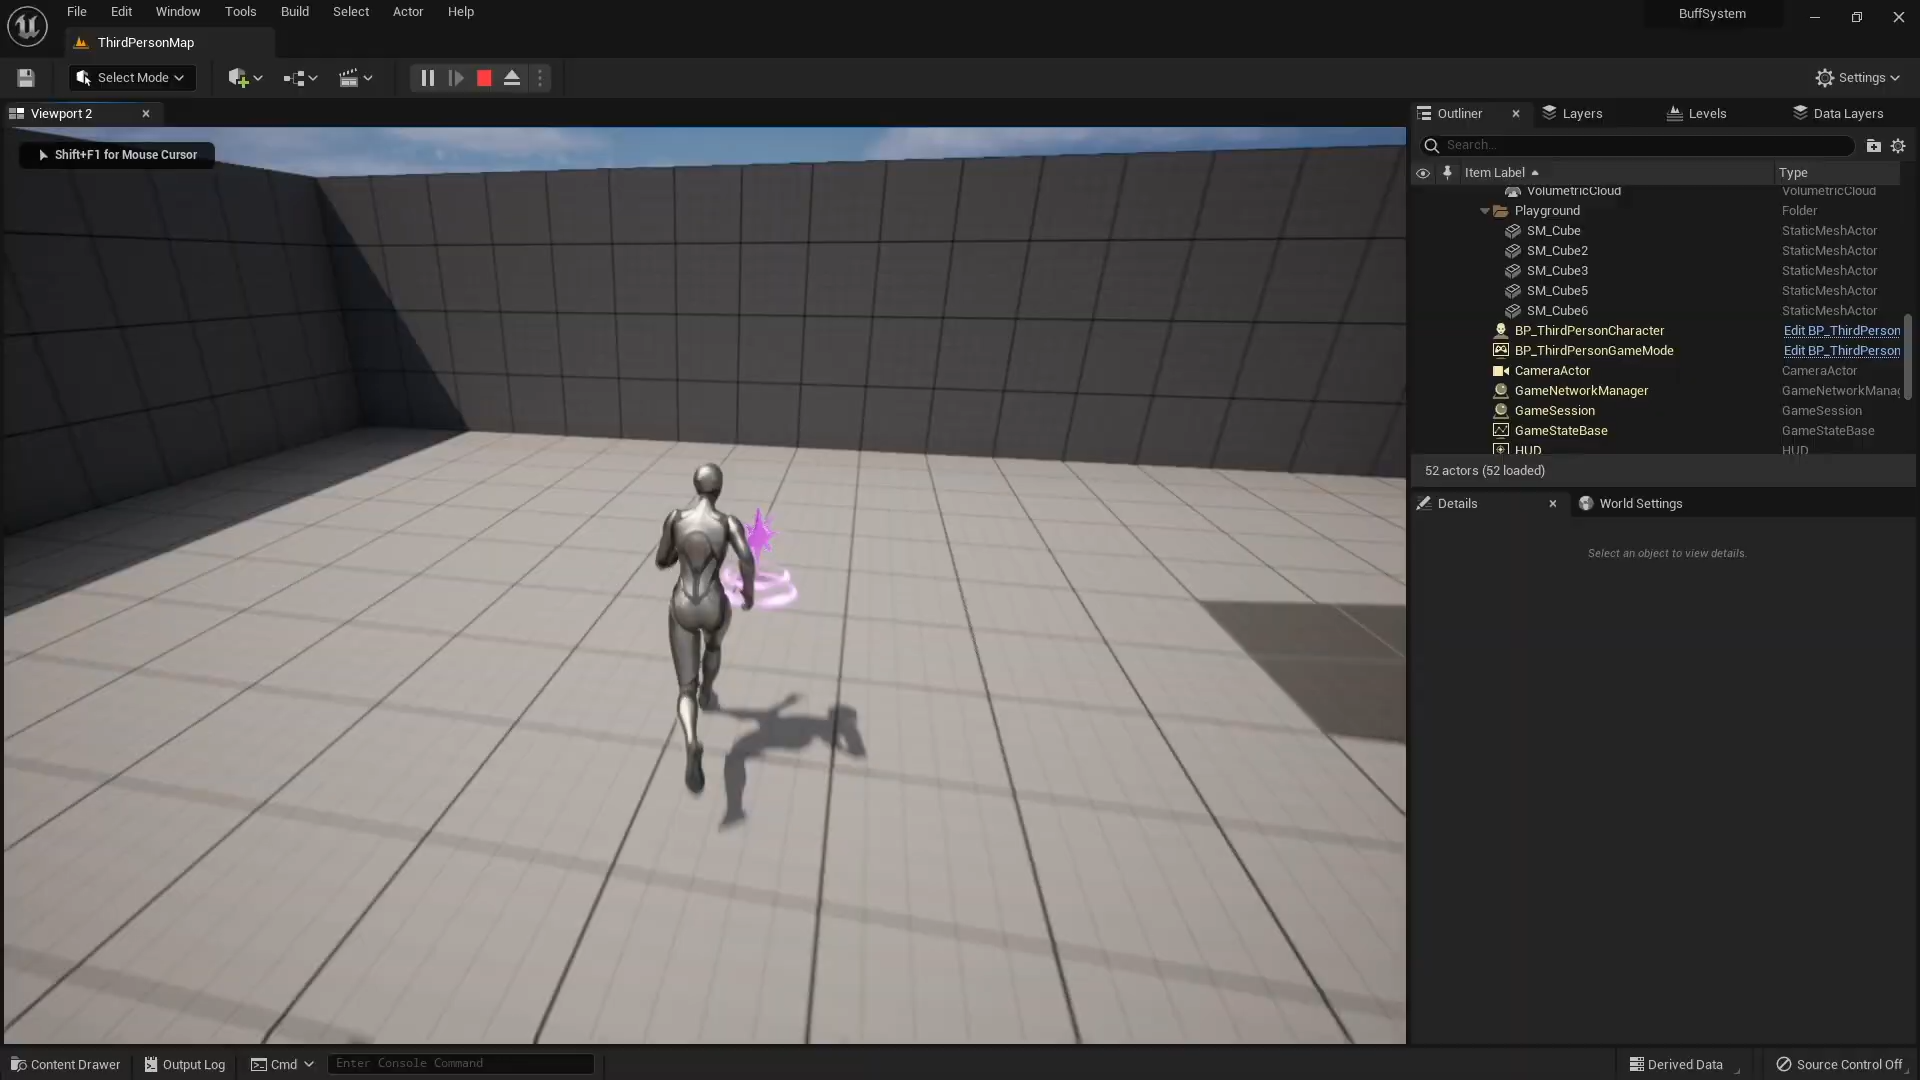 File Edit Window Tools Build Select Actor Help
BuffSystem
ThirdPersonMap
Select Mode
Settings
Viewport 2
Outliner Layers Levels Data Layers
Shift+F1 for Mouse Cursor
Search...
Item Label Type
VolumetricCloud VolumetricCloud
Playground Folder
SM_Cube StaticMeshActor
SM_Cube2 StaticMeshActor
SM_Cube3 StaticMeshActor
SM_Cube5 StaticMeshActor
SM_Cube6 StaticMeshActor
BP_ThirdPersonCharacter Edit BP_ThirdPerson
BP_ThirdPersonGameMode Edit BP_ThirdPerson
CameraActor CameraActor
GameNetworkManager GameNetworkManag
GameSession GameSession
GameStateBase GameStateBase
HUD HUD
52 actors (52 loaded)
Details World Settings
Select an object to view details.
Content Drawer Output Log Cmd Enter Console Command
Derived Data Source Control Off